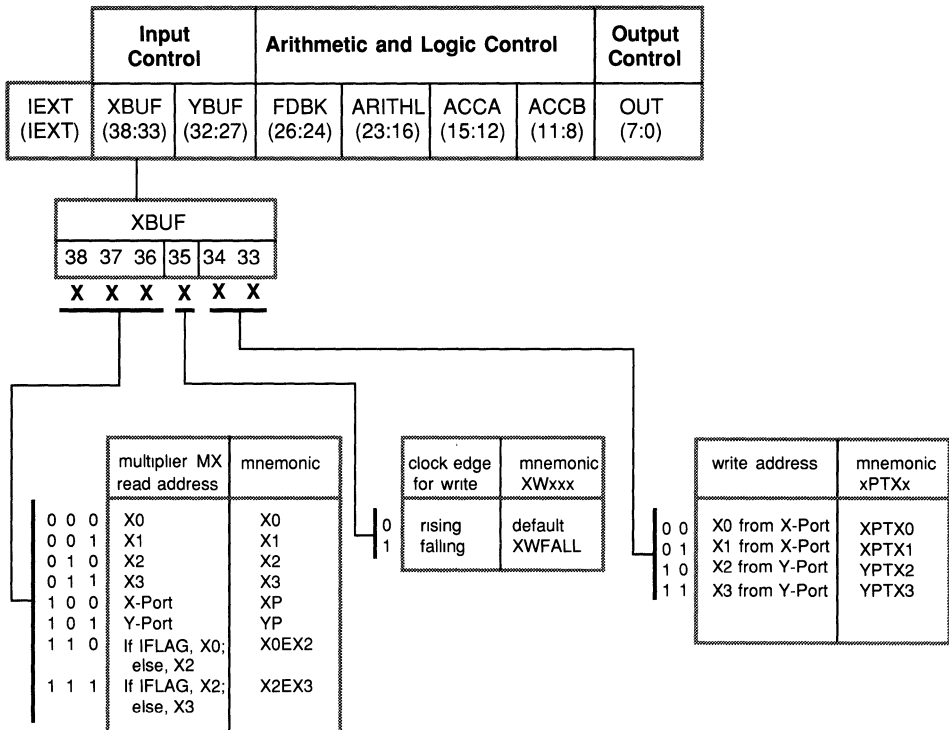 Input Control Arithmetic and Logic Control Output Control
IEXT (IEXT) XBUF (38:33) YBUF (32:27) FDBK (26:24) ARITHL (23:16) ACCA (15:12) ACCB (11:8) OUT (7:0)
XBUF
38 37 36 35 34 33
X X X X X X
multiplier MX read address mnemonic
0 0 0 X0 X0
0 0 1 X1 X1
0 1 0 X2 X2
0 1 1 X3 X3
1 0 0 X-Port XP
1 0 1 Y-Port YP
1 1 0 If IFLAG, X0; else, X2 X0EX2
1 1 1 If IFLAG, X2; else, X3 X2EX3
clock edge for write mnemonic XWxxx
0 rising default
1 falling XWFALL
write address mnemonic xPTXx
0 0 X0 from X-Port XPTX0
0 1 X1 from X-Port XPTX1
1 0 X2 from Y-Port YPTX2
1 1 X3 from Y-Port YPTX3